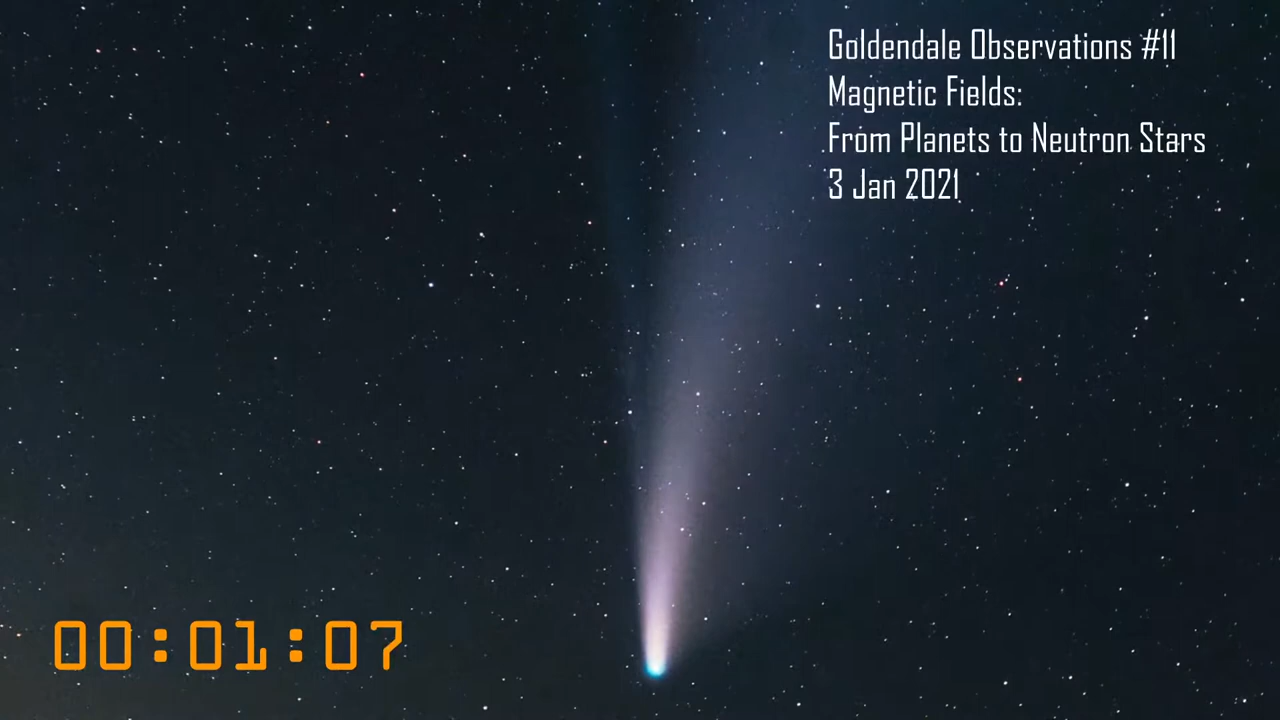 Goldendale Observations #11
Magnetic Fields:
From Planets to Neutron Stars
3 Jan 2021
00:01:07